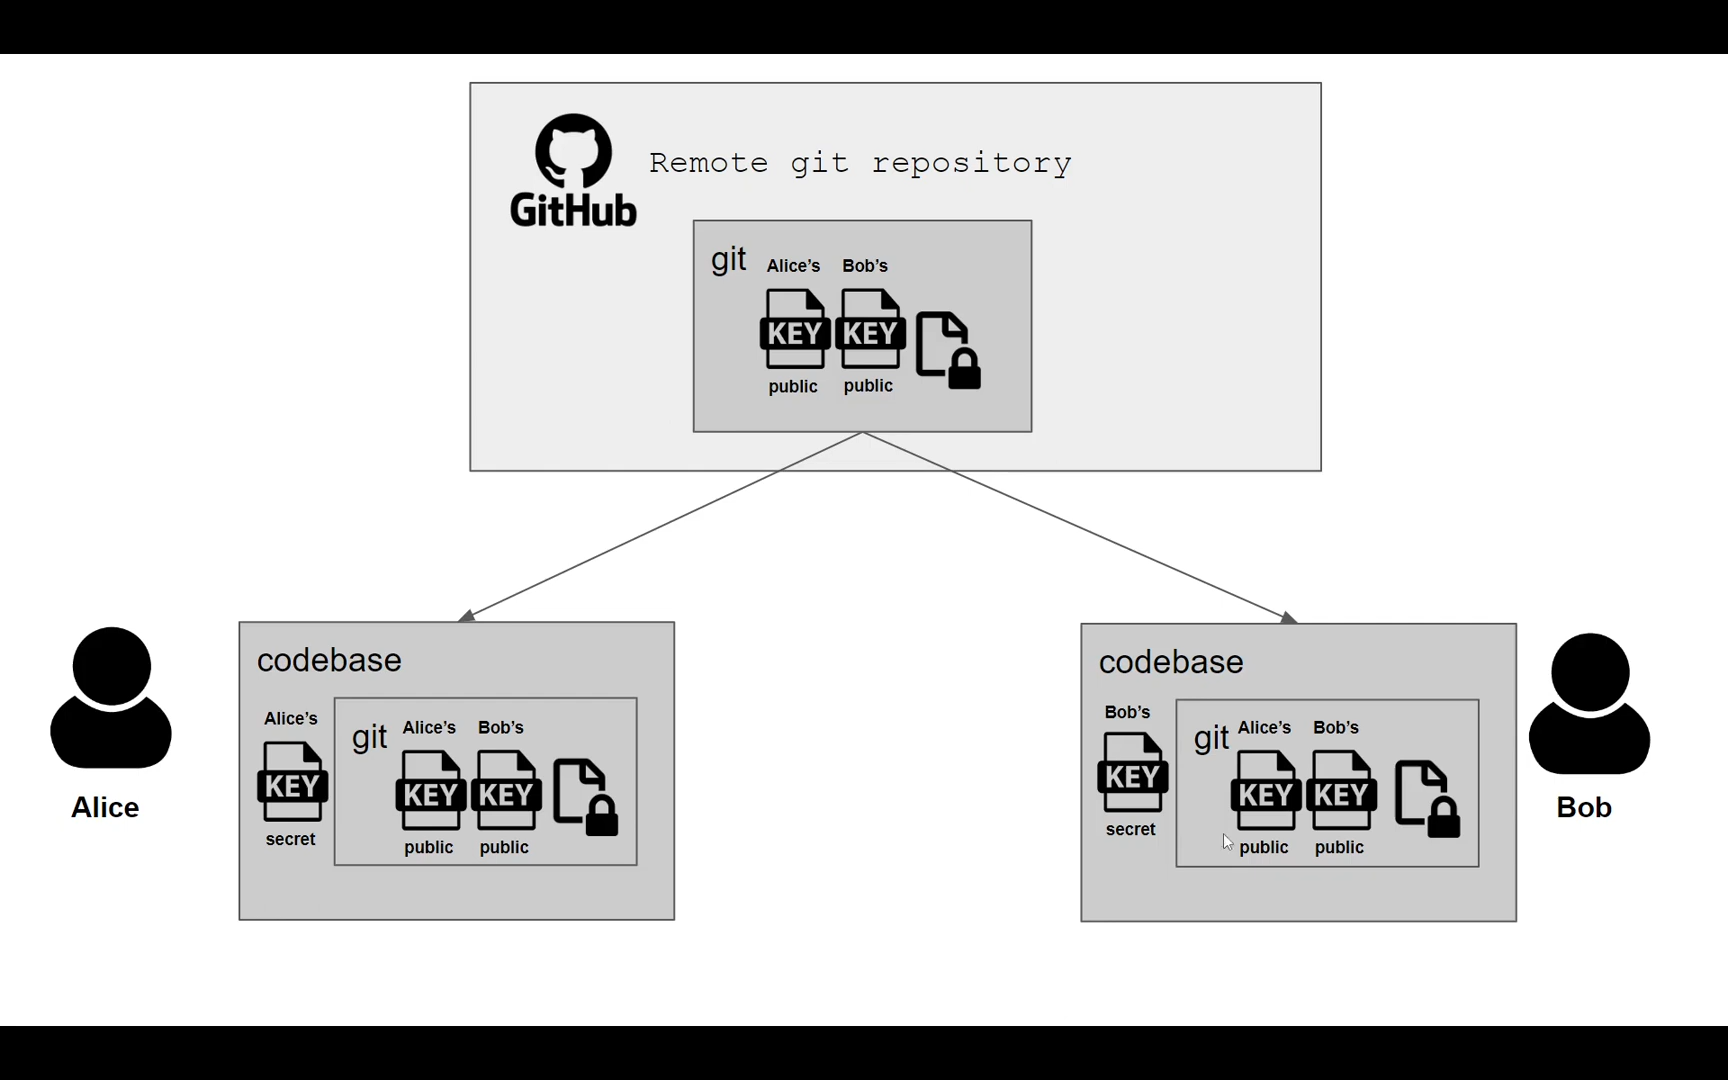 GitHub
Remote git repository
git
Alice's Bob's
KEY KEY
public public
codebase
Alice's
KEY
secret
git
Alice's Bob's
KEY KEY
public public
Alice
codebase
Bob's
KEY
secret
git
Alice's Bob's
KEY KEY
public public
Bob